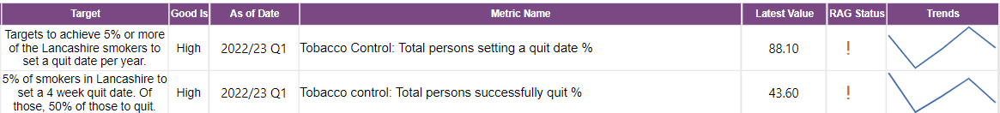 Target Good Is As of Date Metric Name Latest Value RAG Status Trends
Targets to achieve 5% or more
of the Lancashire smokers to
set a quit date per year.
High 2022/23 Q1 Tobacco Control: Total persons setting a quit date % 88.10 !
5% of smokers in Lancashire to
set a 4 week quit date. Of
those, 50% of those to quit.
High 2022/23 Q1 Tobacco control: Total persons successfully quit % 43.60 !